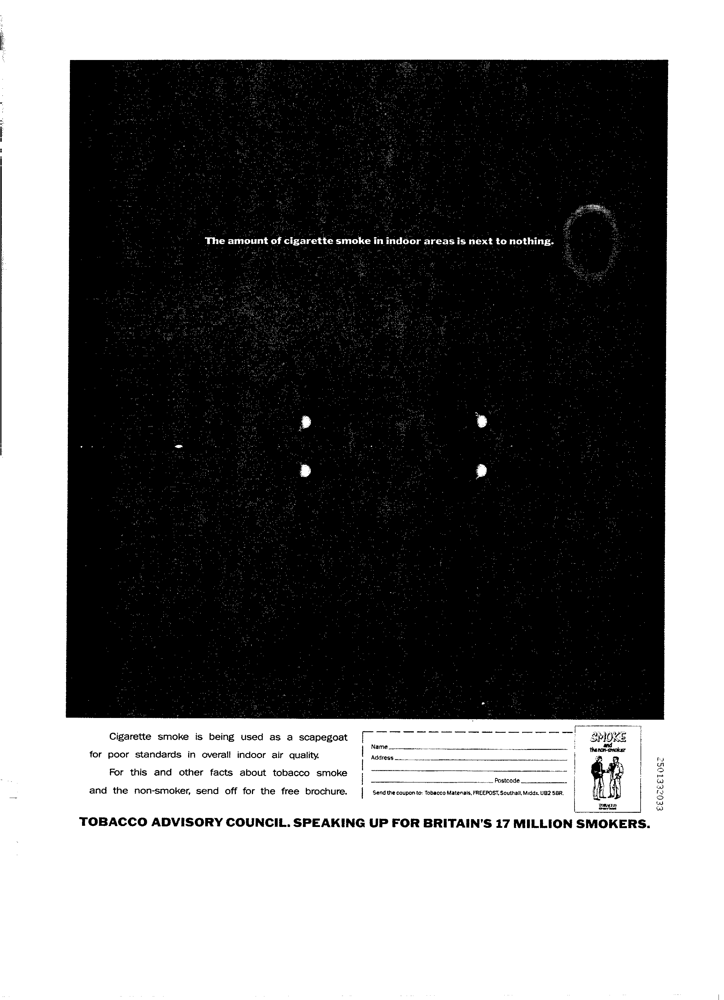 The amount of cigarette smoke in indoor areas is next to nothing.
Cigarette smoke is being used as a scapegoat
for poor standards in overall indoor air quality.
For this and other facts about tobacco smoke
and the non-smoker, send off for the free brochure.
Name
Address
Postcode
Send the coupon to: Tobacco Materials, FREEPOST, Southall, Middx. UB2 5BR.
SMOKE
and
the non-smoker
TOBACCO ADVISORY COUNCIL. SPEAKING UP FOR BRITAIN'S 17 MILLION SMOKERS.
2501332033